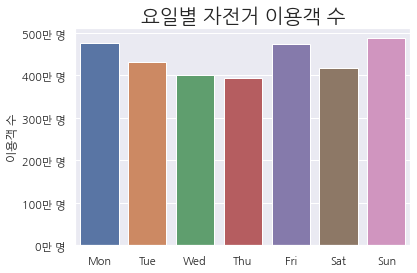 요일별 자전거 이용객 수
이용객 수
500만 명
400만 명
300만 명
200만 명
100만 명
0만 명
Mon Tue Wed Thu Fri Sat Sun